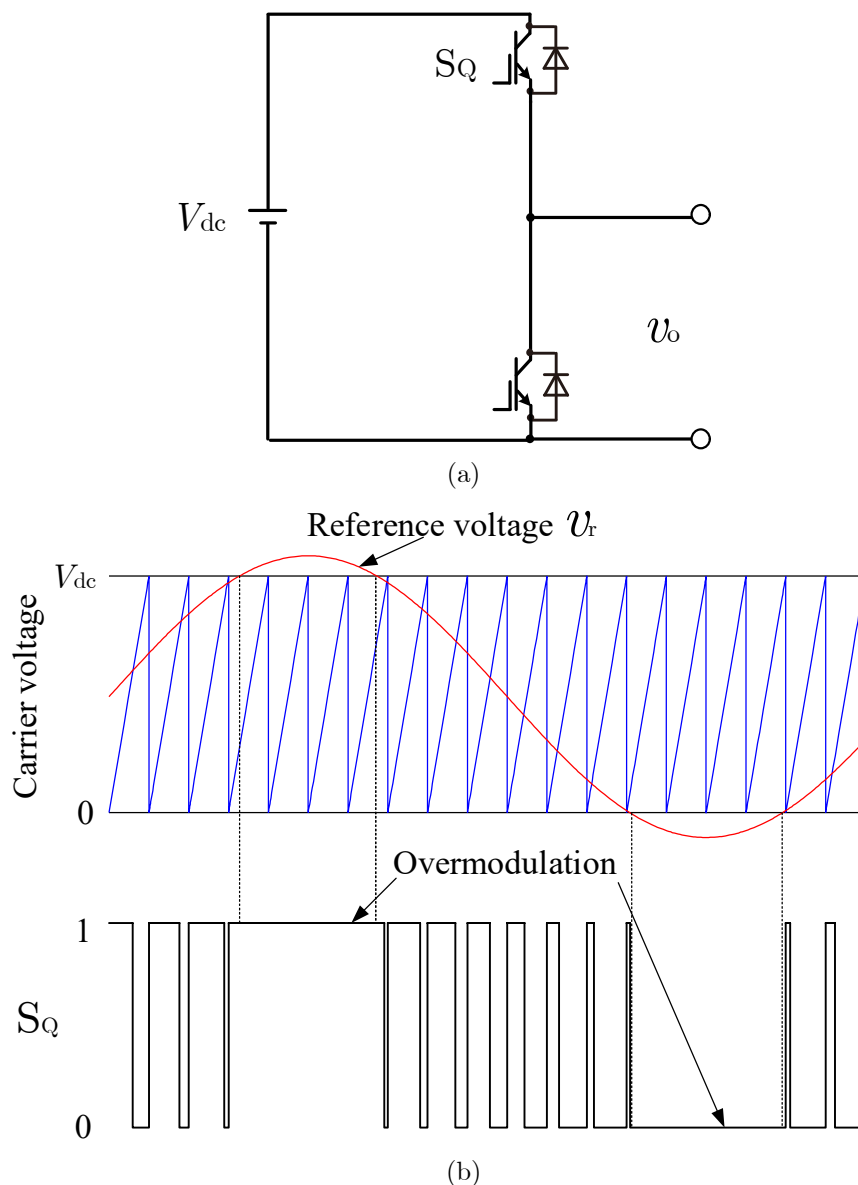 SQ
Vdc
vo
(a)
Reference voltage vr
Vdc
Carrier voltage
0
Overmodulation
1
SQ
0
(b)